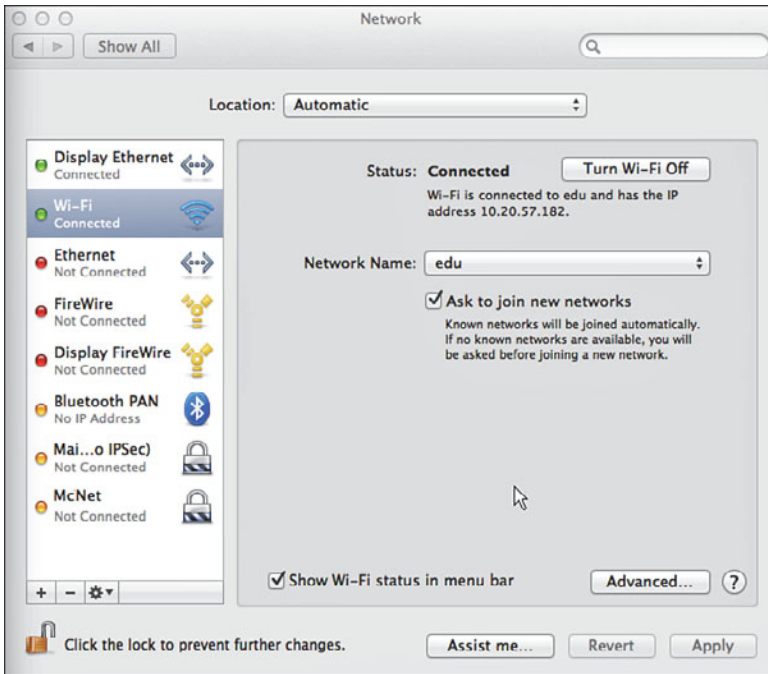 Network
Show All
Location: Automatic
Display Ethernet
Connected
Wi-Fi
Connected
Ethernet
Not Connected
FireWire
Not Connected
Display FireWire
Not Connected
Bluetooth PAN
No IP Address
Mai...o IPSec)
Not Connected
McNet
Not Connected
+ -
Status: Connected
Turn Wi-Fi Off
Wi-Fi is connected to edu and has the IP
address 10.20.57.182.
Network Name: edu
Ask to join new networks
Known networks will be joined automatically.
If no known networks are available, you will
be asked before joining a new network.
Show Wi-Fi status in menu bar
Advanced... ?
Click the lock to prevent further changes.
Assist me... Revert Apply